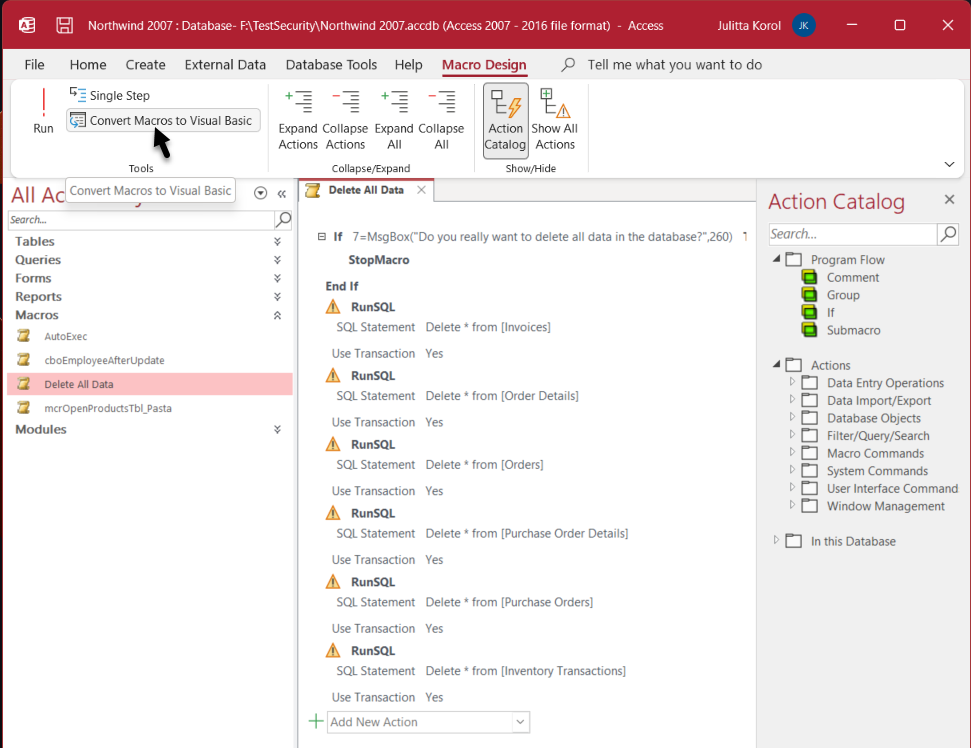 Northwind 2007 : Database- F:\TestSecurity\Northwind 2007.accdb (Access 2007 - 2016 file format) - Access
Julitta Korol
JK
File Home Create External Data Database Tools Help Macro Design
Tell me what you want to do
Run
Single Step
Convert Macros to Visual Basic
Tools
Expand Actions
Collapse Actions
Expand All
Collapse All
Collapse/Expand
Action Catalog
Show All Actions
Show/Hide
Convert Macros to Visual Basic
All Ac
Search...
Tables
Queries
Forms
Reports
Macros
AutoExec
cboEmployeeAfterUpdate
Delete All Data
mcrOpenProductsTbl_Pasta
Modules
Delete All Data
If 7=MsgBox("Do you really want to delete all data in the database?",260)
StopMacro
End If
RunSQL
SQL Statement Delete * from [Invoices]
Use Transaction Yes
RunSQL
SQL Statement Delete * from [Order Details]
Use Transaction Yes
RunSQL
SQL Statement Delete * from [Orders]
Use Transaction Yes
RunSQL
SQL Statement Delete * from [Purchase Order Details]
Use Transaction Yes
RunSQL
SQL Statement Delete * from [Purchase Orders]
Use Transaction Yes
RunSQL
SQL Statement Delete * from [Inventory Transactions]
Use Transaction Yes
Add New Action
Action Catalog
Search...
Program Flow
Comment
Group
If
Submacro
Actions
Data Entry Operations
Data Import/Export
Database Objects
Filter/Query/Search
Macro Commands
System Commands
User Interface Command
Window Management
In this Database